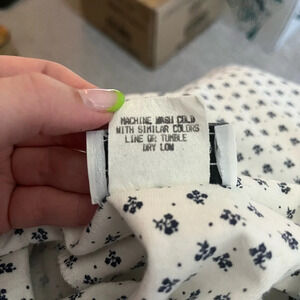 MACHINE WASH COLD
WITH SIMILAR COLORS
LINE OR TUMBLE
DRY LOW